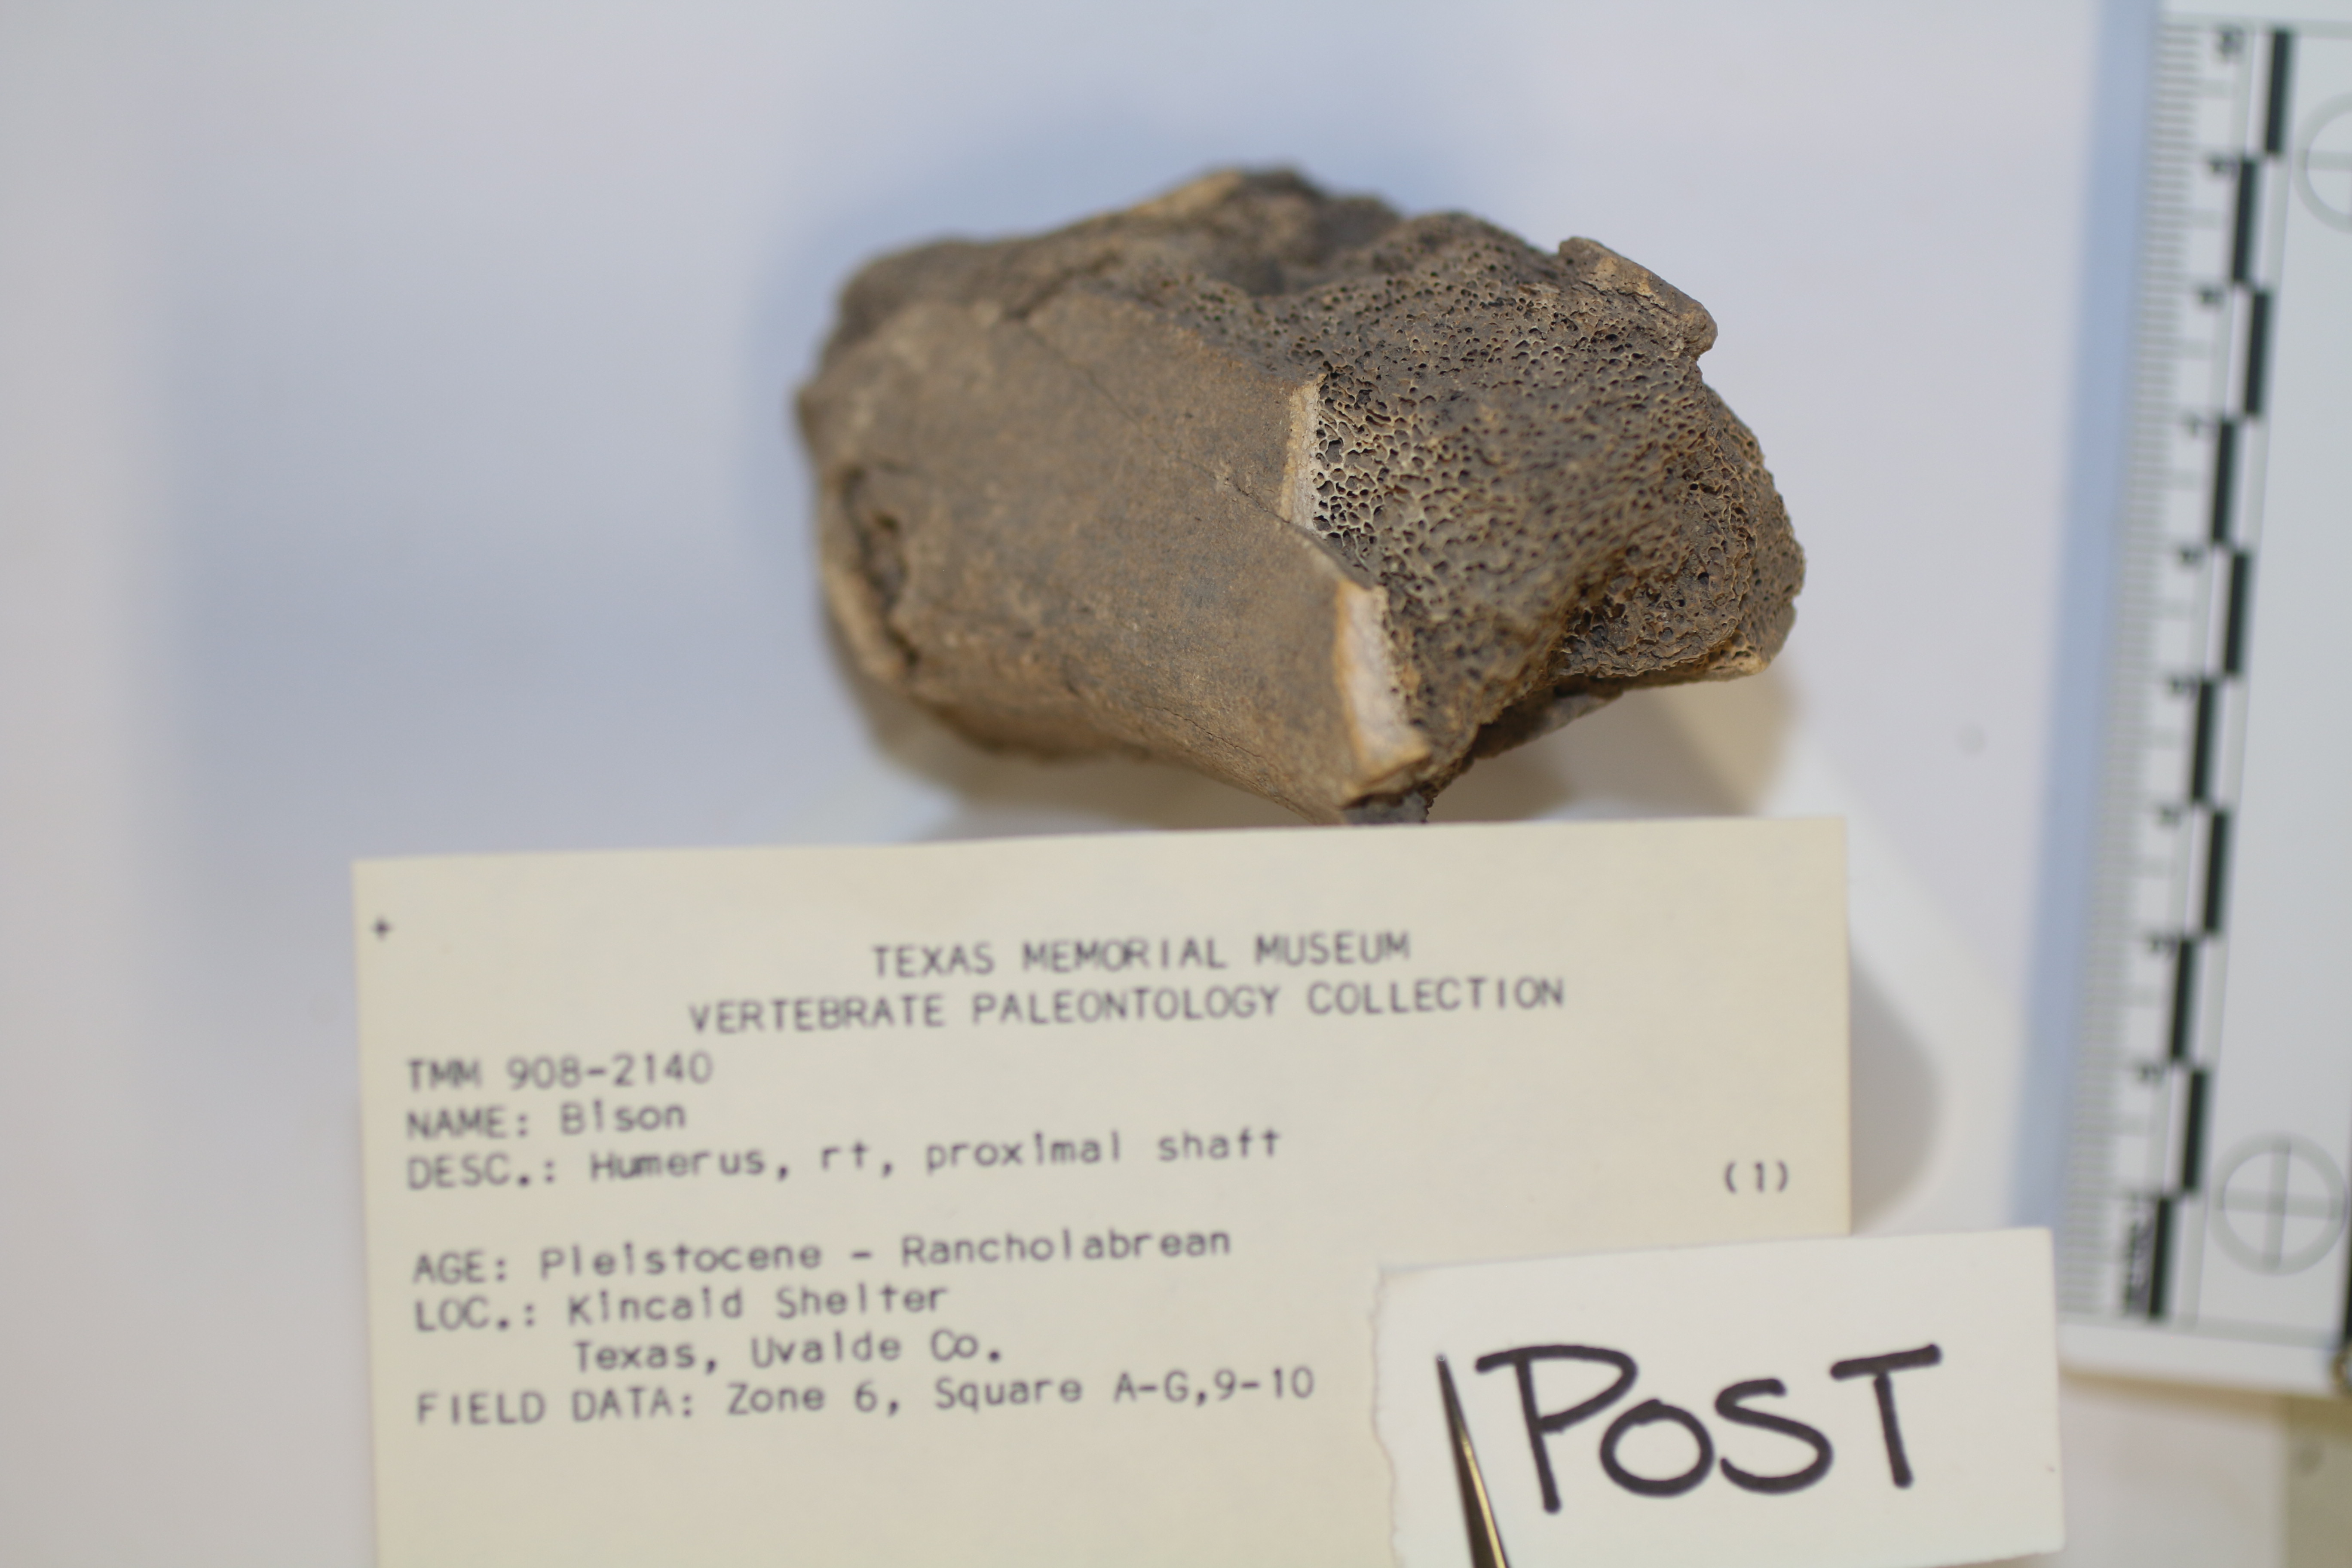 +
TEXAS MEMORIAL MUSEUM
VERTEBRATE PALEONTOLOGY COLLECTION
TMM 908-2140
NAME: Bison
DESC.: Humerus, rt, proximal shaft
(1)
AGE: Pleistocene - Rancholabrean
LOC.: Kincaid Shelter
Texas, Uvalde Co.
FIELD DATA: Zone 6, Square A-G,9-10
POST